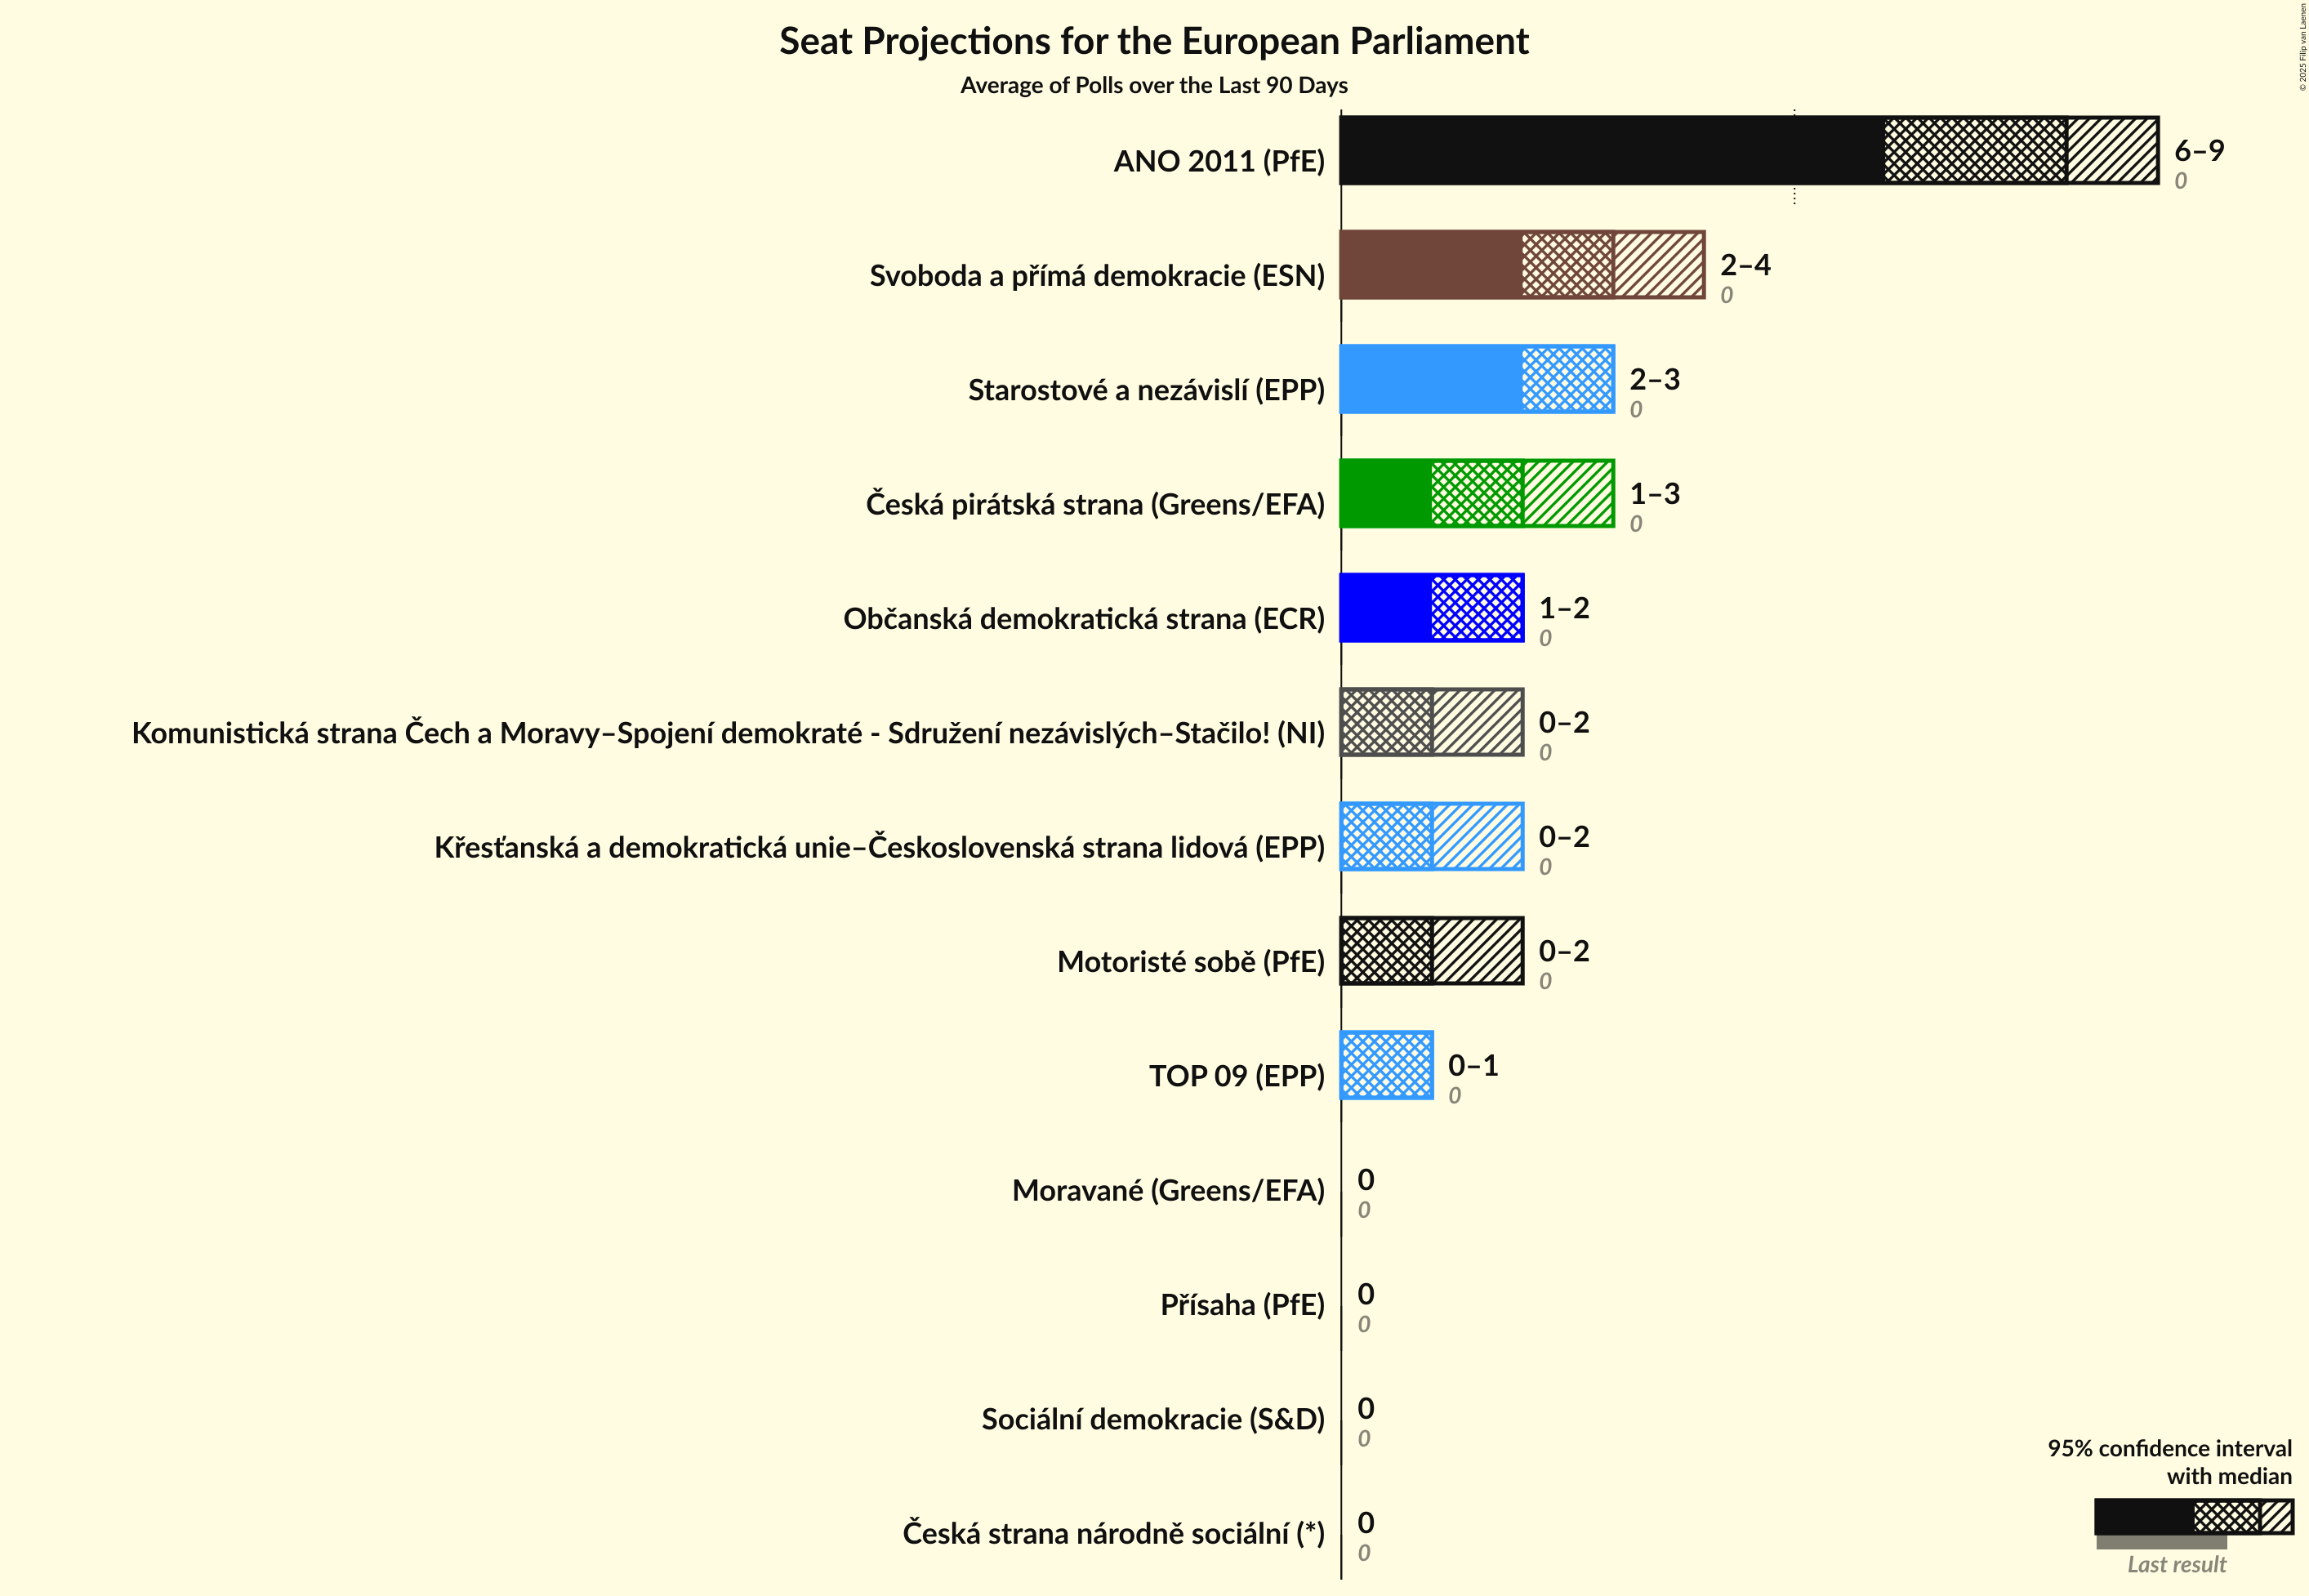 Seat Projections for the European Parliament
Average of Polls over the Last 90 Days
© 2025 Filip van Laenen
ANO 2011 (PfE)
6–9
0
Svoboda a přímá demokracie (ESN)
2–4
0
Starostové a nezávislí (EPP)
2–3
0
Česká pirátská strana (Greens/EFA)
1–3
0
Občanská demokratická strana (ECR)
1–2
0
Komunistická strana Čech a Moravy–Spojení demokraté - Sdružení nezávislých–Stačilo! (NI)
0–2
0
Křesťanská a demokratická unie–Československá strana lidová (EPP)
0–2
0
Motoristé sobě (PfE)
0–2
0
TOP 09 (EPP)
0–1
0
Moravané (Greens/EFA)
0
0
Přísaha (PfE)
0
0
Sociální demokracie (S&D)
0
0
Česká strana národně sociální (*)
0
0
95% confidence interval
with median
Last result